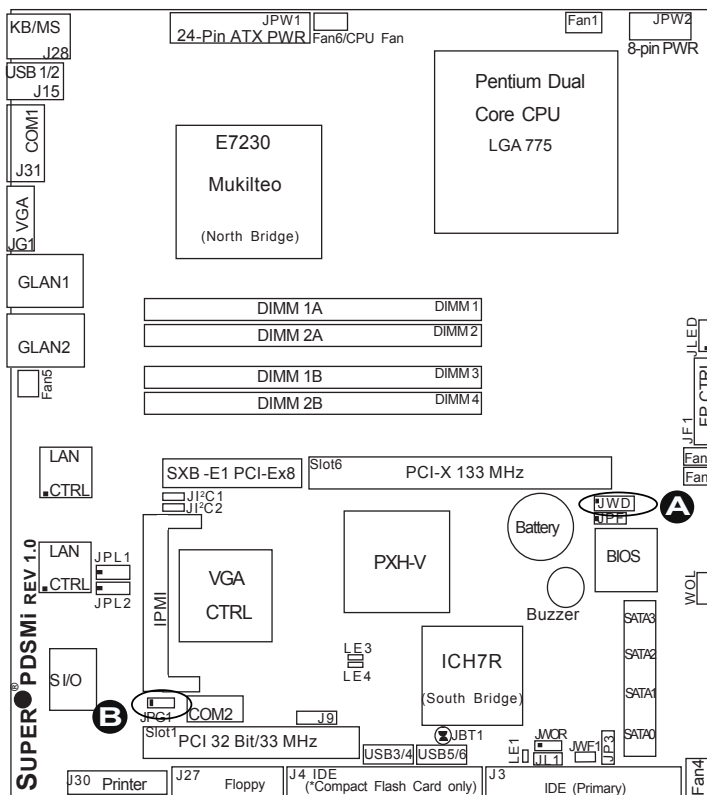 KB/MS
J28
USB 1/2
J15
COM1
J31
VGA
JG1
GLAN1
GLAN2
Fan5
JPW1
24-Pin ATX PWR
Fan6/CPU Fan
Fan1
JPW2
8-pin PWR
Pentium Dual
Core CPU
LGA 775
E7230
Mukilteo
(North Bridge)
DIMM 1A DIMM 1
DIMM 2A DIMM 2
DIMM 1B DIMM 3
DIMM 2B DIMM 4
JLED
FP CTRL
JF1
Fan
Fan
LAN
CTRL
SXB -E1 PCI-Ex8
Slot6
PCI-X 133 MHz
JI²C1
JI²C2
JWD
A
JPF
Battery
BIOS
Buzzer
WOL
LAN
CTRL
JPL1
JPL2
IPMI
VGA
CTRL
PXH-V
SATA3
SATA2
SATA1
SATA0
LE3
LE4
ICH7R
(South Bridge)
SUPER® PDSMi REV 1.0
S I/O
B
JPG1
COM2
J9
Slot1
PCI 32 Bit/33 MHz
JBT1
USB3/4
USB5/6
LE1
JWOR
JL1
JWF1
JP3
J30 Printer
J27
Floppy
J4 IDE
(*Compact Flash Card only)
J3
IDE (Primary)
Fan4